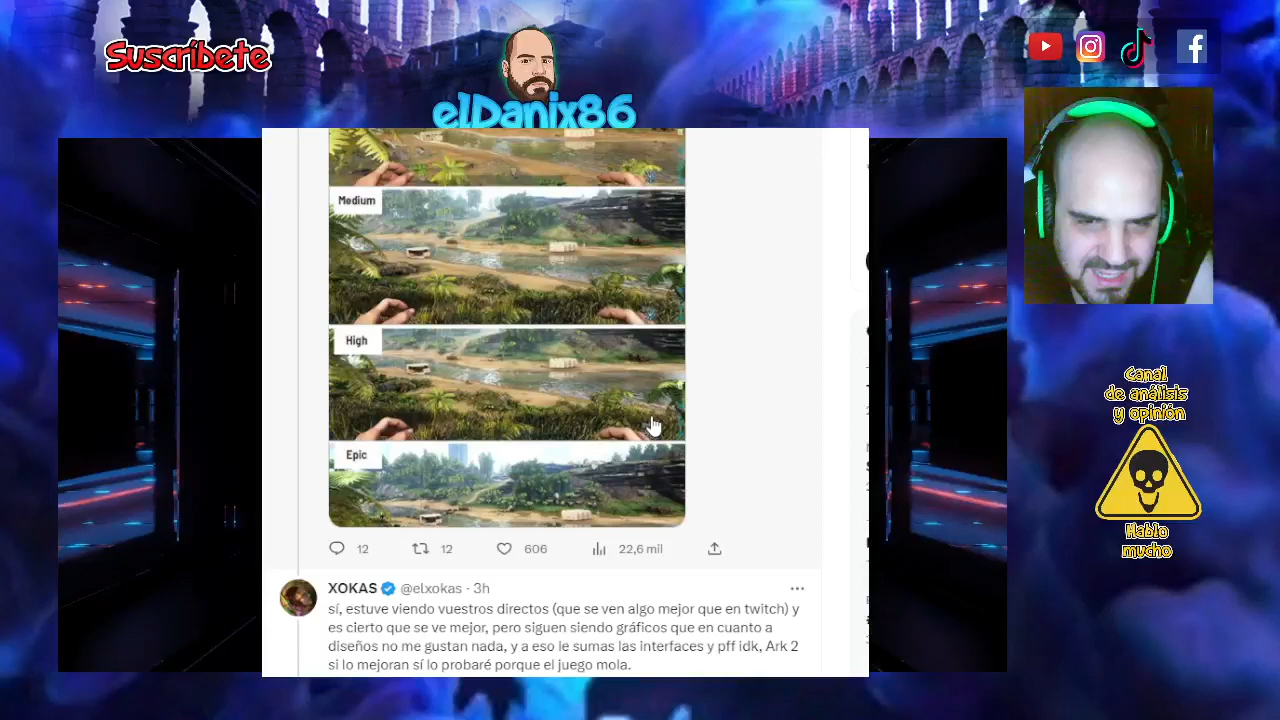 Suscríbete
elDanix86
Medium
High
Epic
12
12
606
22,6 mil
XOKAS @elxokas · 3h
sí, estuve viendo vuestros directos (que se ven algo mejor que en twitch) y
es cierto que se ve mejor, pero siguen siendo gráficos que en cuanto a
diseños no me gustan nada, y a eso le sumas las interfaces y pff idk, Ark 2
si lo mejoran sí lo probaré porque el juego mola.
Canal
de análisis
y opinión
Hablo
mucho